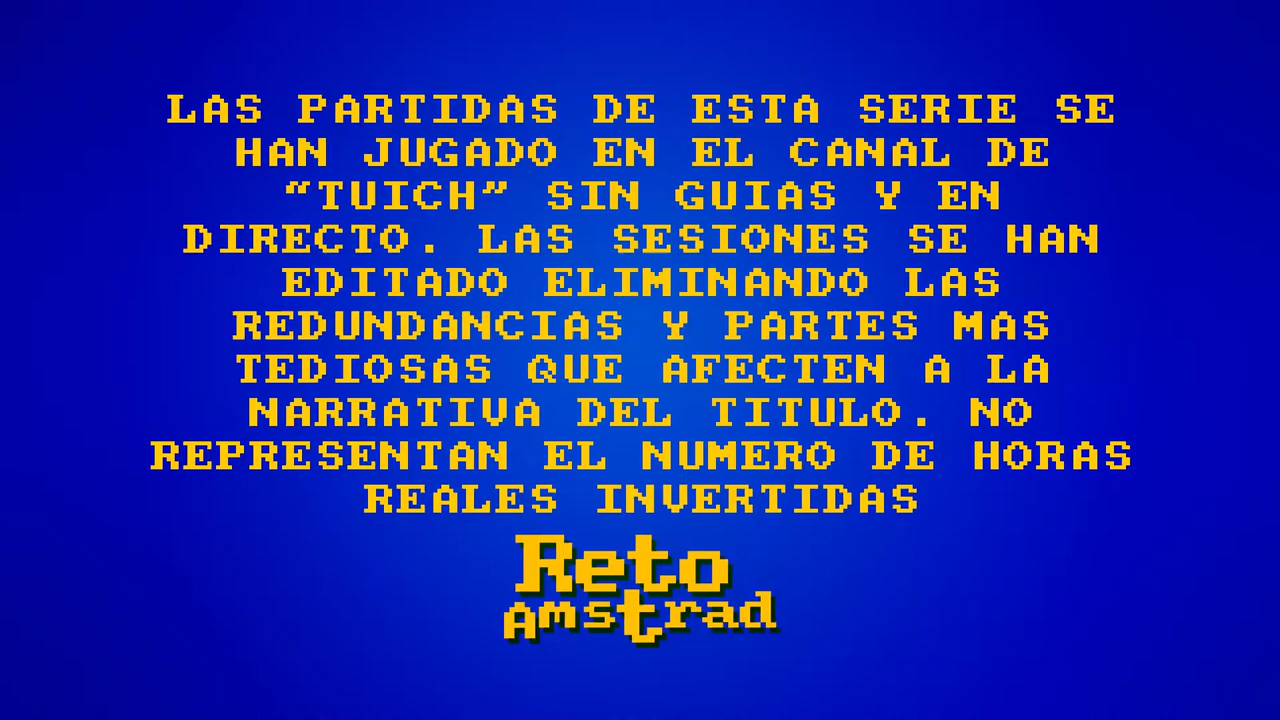 LAS PARTIDAS DE ESTA SERIE SE
HAN JUGADO EN EL CANAL DE
"TUICH" SIN GUIAS Y EN
DIRECTO. LAS SESIONES SE HAN
EDITADO ELIMINANDO LAS
REDUNDANCIAS Y PARTES MAS
TEDIOSAS QUE AFECTEN A LA
NARRATIVA DEL TITULO. NO
REPRESENTAN EL NUMERO DE HORAS
REALES INVERTIDAS
Reto
Amstrad